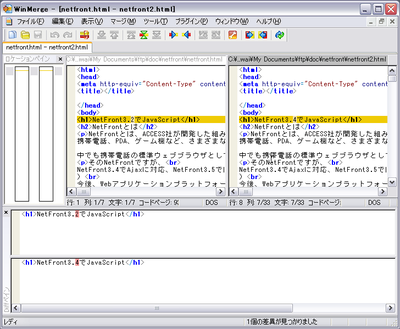 WinMerge - [netfront.html - netfront2.html]
ファイル(F) 編集(E) 表示(V) マージ(M) ツール(T) プラグイン(P) ウィンドウ(W) ヘルプ(H)
netfront.html - netfront2.html
ロケーションペイン
C:¥..wai¥My Documents¥ftp¥doc¥netfront¥netfront.html
C:¥..wai¥My Documents¥ftp¥doc¥netfront¥netfront2.html
<html>
<head>
<meta http-equiv="Content-Type" content
<title></title>
</head>
<body>
<h1>NetFront3.2でJavaScript</h1>
<h2>NetFrontとは</h2>
<p>NetFrontとは、ACCESS社が開発した組み
携帯電話、PDA、ゲーム機など、さまざまな
中でも携帯電話の標準ウェブブラウザとして
<p>そのNetFrontですが、<br>
NetFront3.4でAjaxに対応、NetFront3.5では
<br>
今後、Webアプリケーションプラットフォー
<html>
<head>
<meta http-equiv="Content-Type" content
<title></title>
</head>
<body>
<h1>NetFront3.4でJavaScript</h1>
<h2>NetFrontとは</h2>
<p>NetFrontとは、ACCESS社が開発した組み
携帯電話、PDA、ゲーム機など、さまざまな
中でも携帯電話の標準ウェブブラウザとし
<p>そのNetFrontですが、<br>
NetFront3.4でAjaxに対応、NetFront3.5で
) <br>
今後、Webアプリケーションプラットフォー
行: 1 列: 1/7 文字: 1/7 コードページ: 9 DOS
行: 8 列: 7/33 文字: 7/33 コードページ: DOS
<h1>NetFront3.2でJavaScript</h1>
<h1>NetFront3.4でJavaScript</h1>
レディ
1個の差異が見つかりました